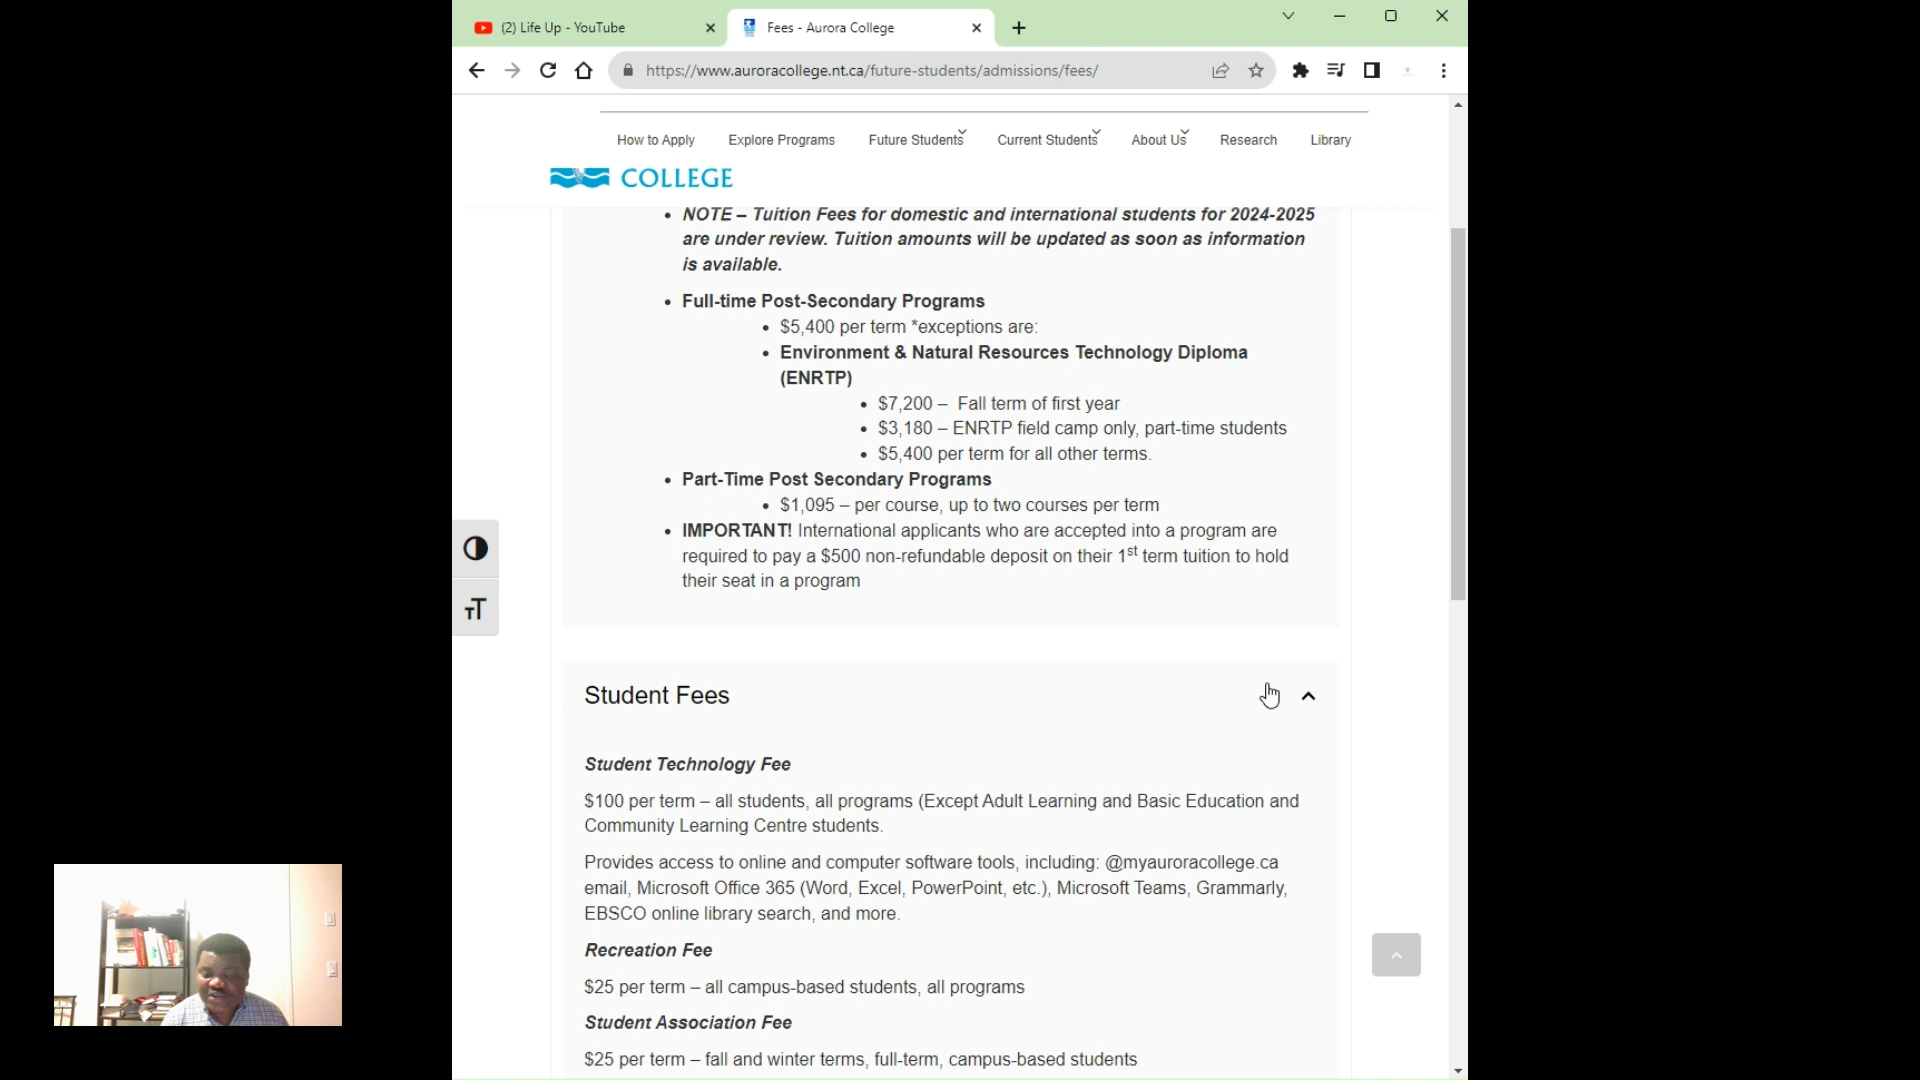 (2) Life Up - YouTube
Fees - Aurora College
https://www.auroracollege.nt.ca/future-students/admissions/fees/
How to Apply
Explore Programs
Future Students
Current Students
About Us
Research
Library
COLLEGE
NOTE – Tuition Fees for domestic and international students for 2024-2025
are under review. Tuition amounts will be updated as soon as information
is available.
Full-time Post-Secondary Programs
$5,400 per term *exceptions are:
Environment & Natural Resources Technology Diploma
(ENRTP)
$7,200 – Fall term of first year
$3,180 – ENRTP field camp only, part-time students
$5,400 per term for all other terms.
Part-Time Post Secondary Programs
$1,095 – per course, up to two courses per term
IMPORTANT! International applicants who are accepted into a program are
required to pay a $500 non-refundable deposit on their 1st term tuition to hold
their seat in a program
Student Fees
Student Technology Fee
$100 per term – all students, all programs (Except Adult Learning and Basic Education and
Community Learning Centre students.
Provides access to online and computer software tools, including: @myauroracollege.ca
email, Microsoft Office 365 (Word, Excel, PowerPoint, etc.), Microsoft Teams, Grammarly,
EBSCO online library search, and more.
Recreation Fee
$25 per term – all campus-based students, all programs
Student Association Fee
$25 per term – fall and winter terms, full-term, campus-based students